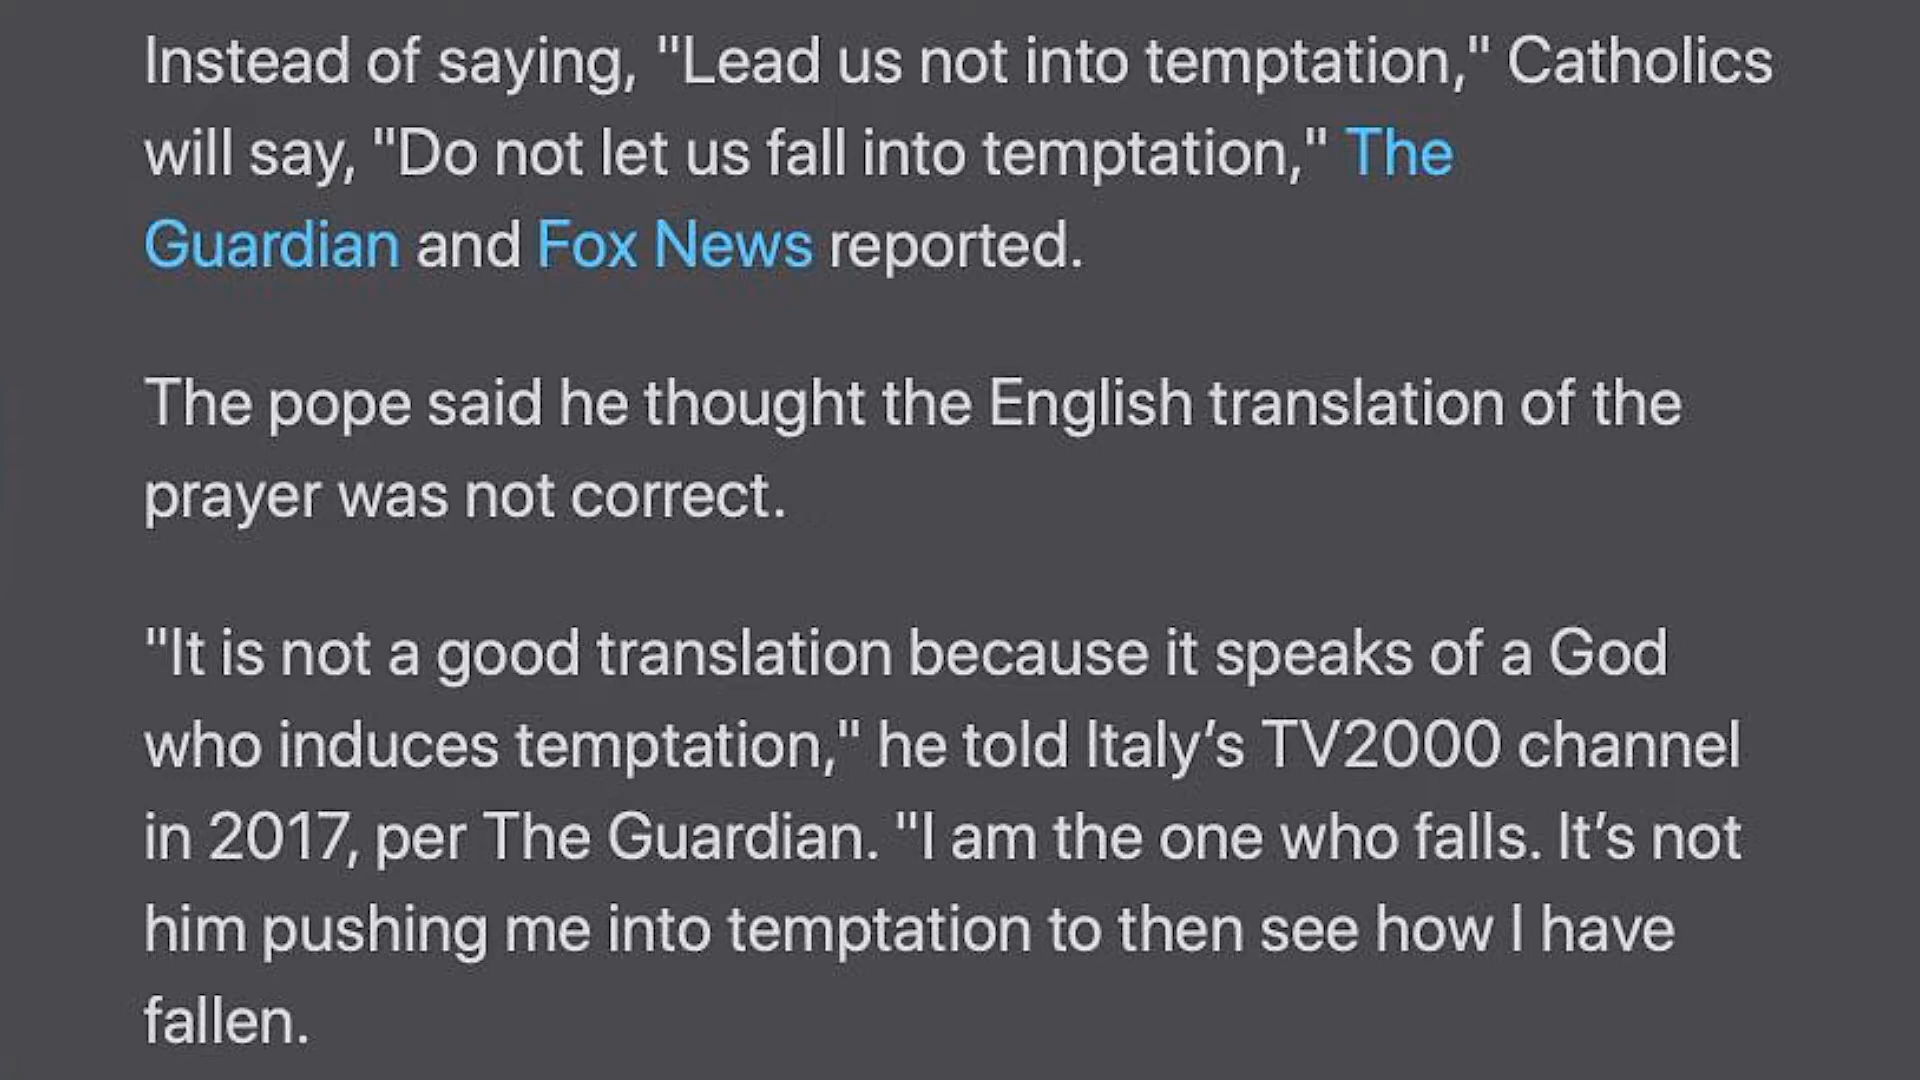 Instead of saying, "Lead us not into temptation," Catholics
will say, "Do not let us fall into temptation," The
Guardian and Fox News reported.
The pope said he thought the English translation of the
prayer was not correct.
"It is not a good translation because it speaks of a God
who induces temptation," he told Italy’s TV2000 channel
in 2017, per The Guardian. "I am the one who falls. It’s not
him pushing me into temptation to then see how I have
fallen.